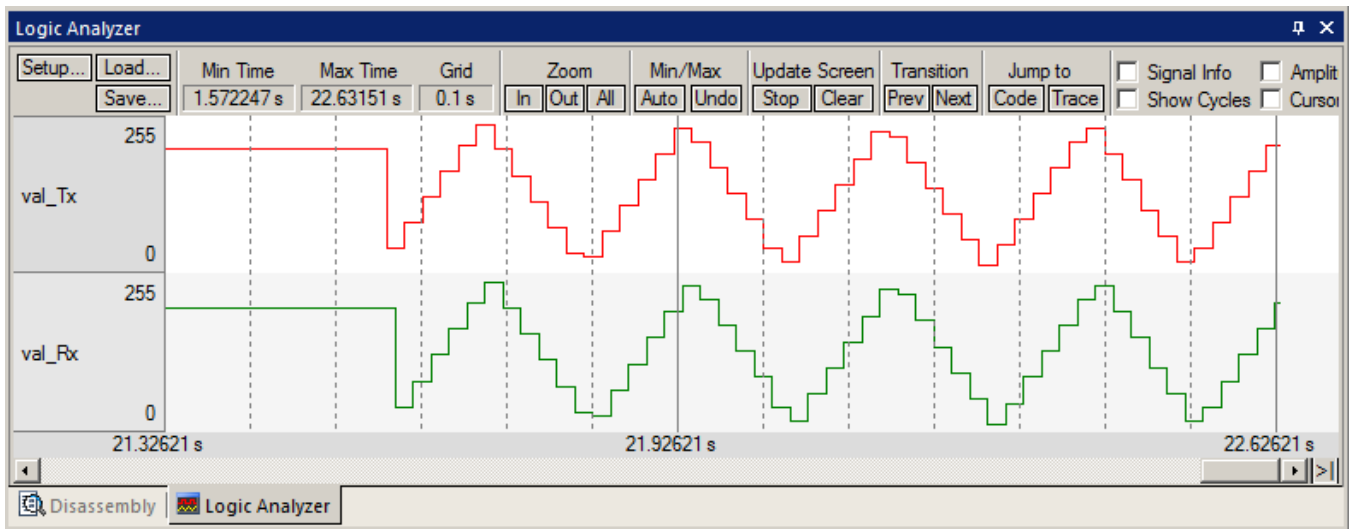 Logic Analyzer
Setup... Load... Min Time Max Time Grid Zoom Min/Max Update Screen Transition Jump to Signal Info Amplit
Save... 1.572247 s 22.63151 s 0.1 s In Out All Auto Undo Stop Clear Prev Next Code Trace Show Cycles Cursor
255
val_Tx
0
255
val_Rx
0
21.32621 s 21.92621 s 22.62621 s
>|
Disassembly Logic Analyzer